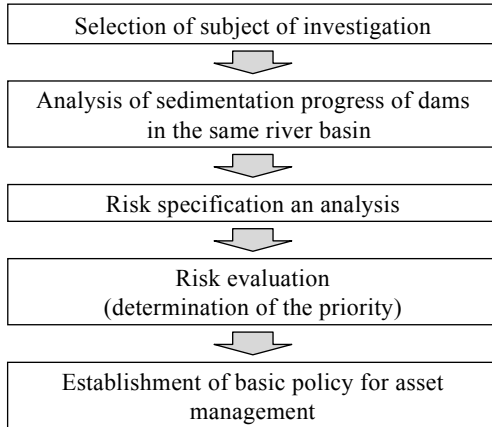 Selection of subject of investigation
Analysis of sedimentation progress of dams
in the same river basin
Risk specification an analysis
Risk evaluation
(determination of the priority)
Establishment of basic policy for asset
management